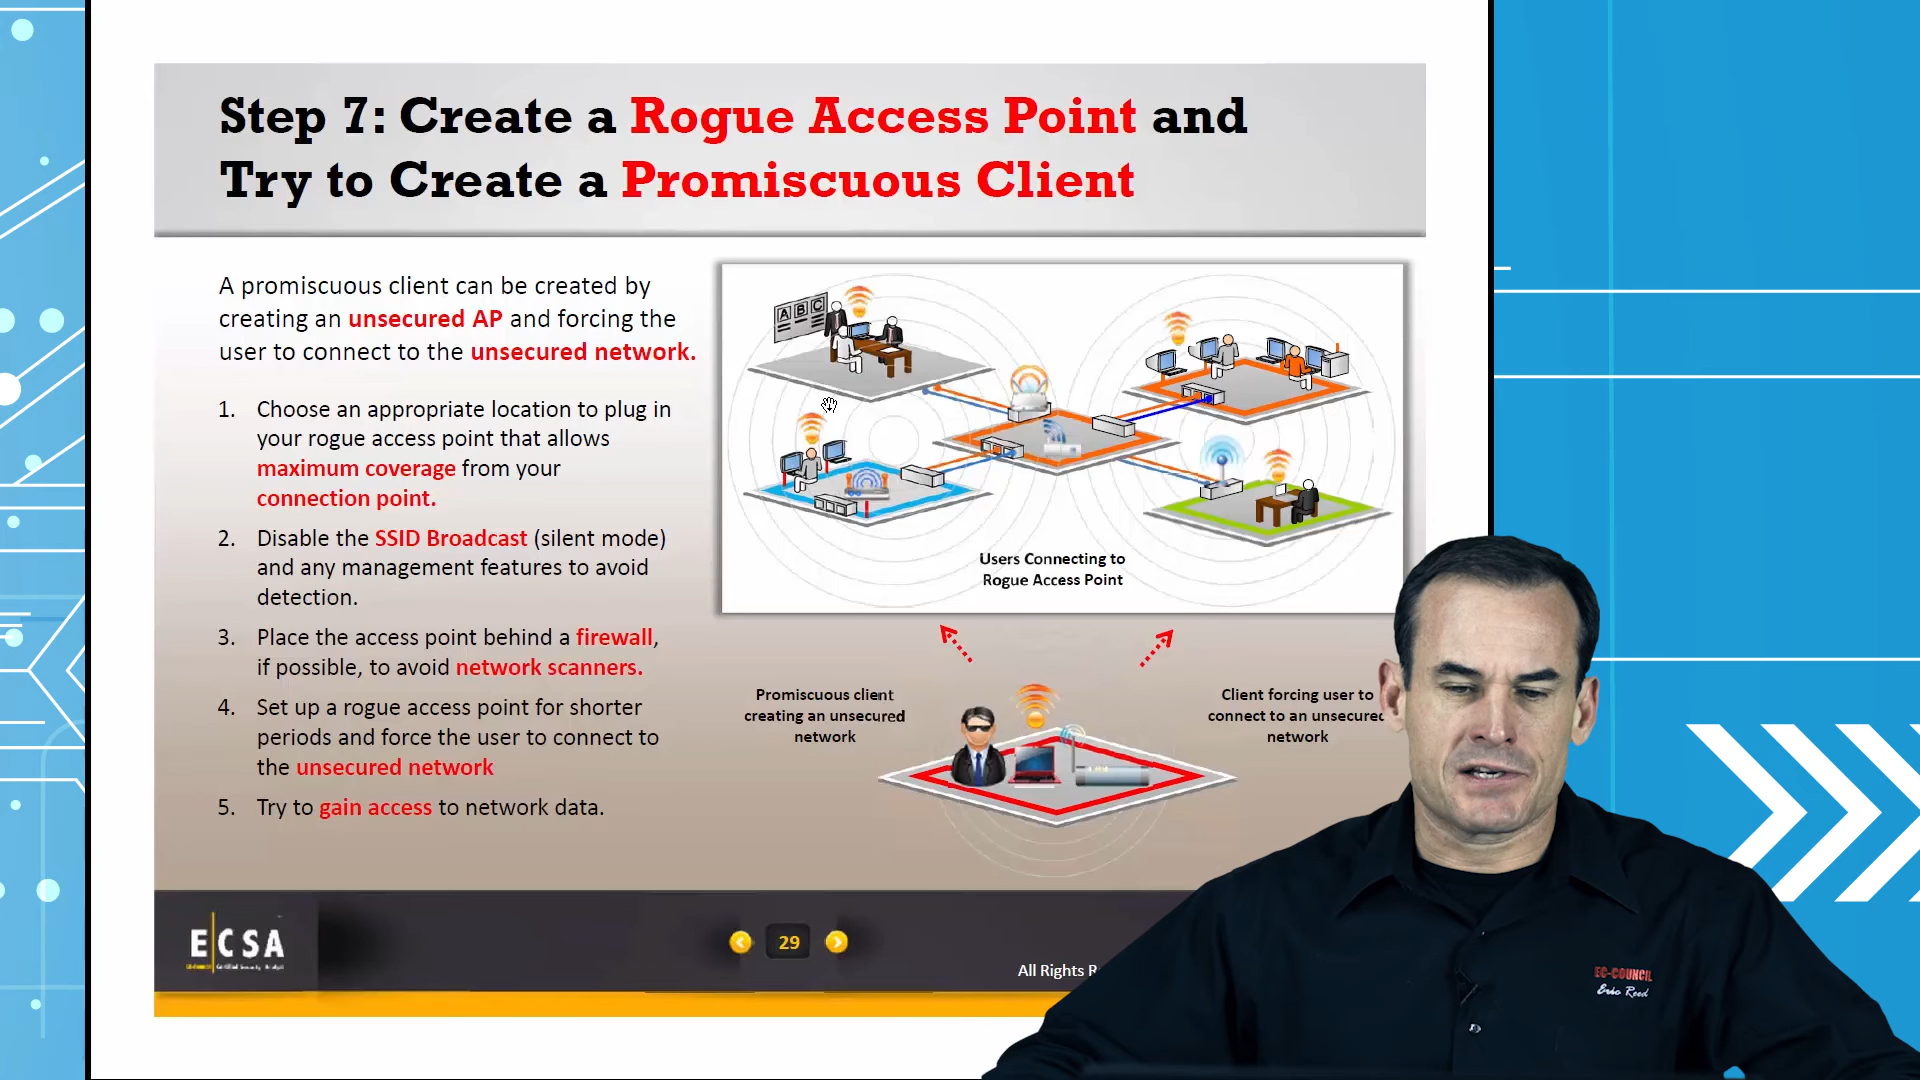 Step 7: Create a Rogue Access Point and
Try to Create a Promiscuous Client
A promiscuous client can be created by
creating an unsecured AP and forcing the
user to connect to the unsecured network.
1. Choose an appropriate location to plug in
your rogue access point that allows
maximum coverage from your
connection point.
2. Disable the SSID Broadcast (silent mode)
and any management features to avoid
detection.
3. Place the access point behind a firewall,
if possible, to avoid network scanners.
4. Set up a rogue access point for shorter
periods and force the user to connect to
the unsecured network
5. Try to gain access to network data.
A B C
Users Connecting to
Rogue Access Point
Promiscuous client
creating an unsecured
network
Client forcing user to
connect to an unsecured
network
ECSA
EC-Council Certified Security Analyst
29
All Rights R
EC-COUNCIL
Eric Reed